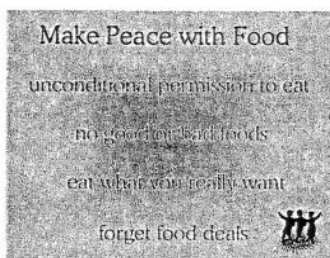 Make Peace with Food
unconditional permission to eat
no good or bad foods
eat what you really want
forget food deals